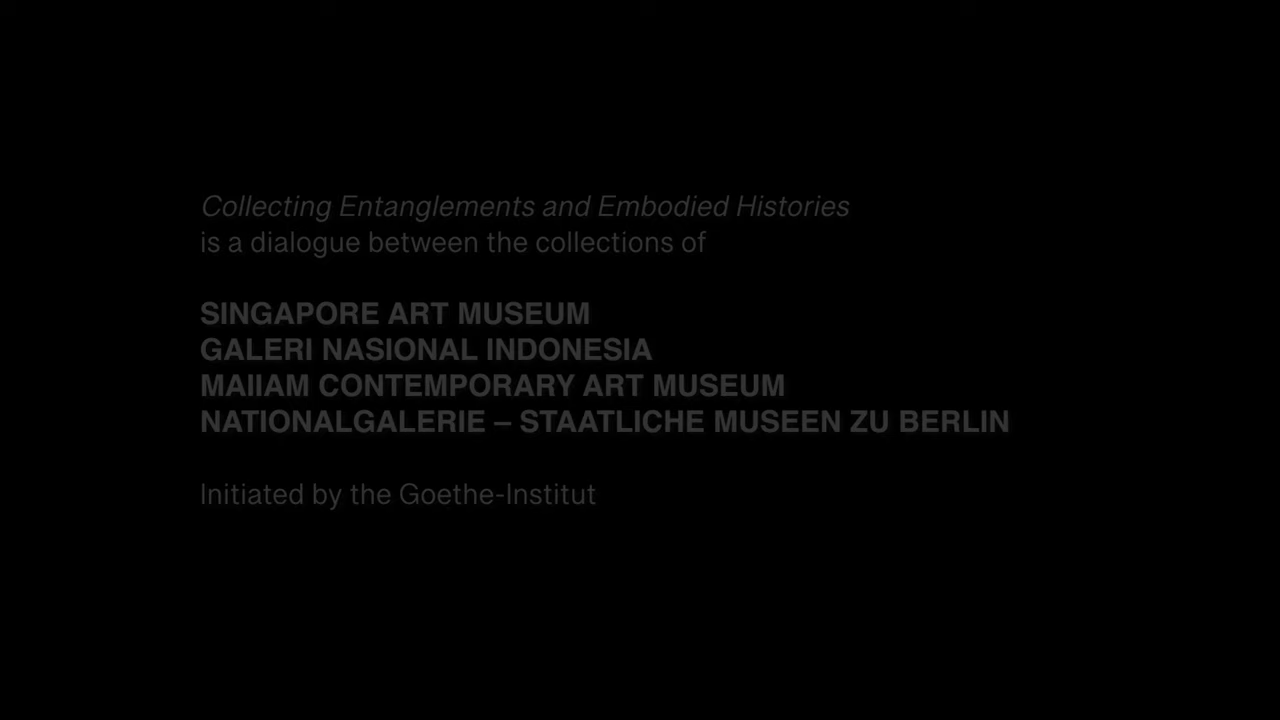 Collecting Entanglements and Embodied Histories
is a dialogue between the collections of
SINGAPORE ART MUSEUM
GALERI NASIONAL INDONESIA
MAIIAM CONTEMPORARY ART MUSEUM
NATIONALGALERIE – STAATLICHE MUSEEN ZU BERLIN
Initiated by the Goethe-Institut